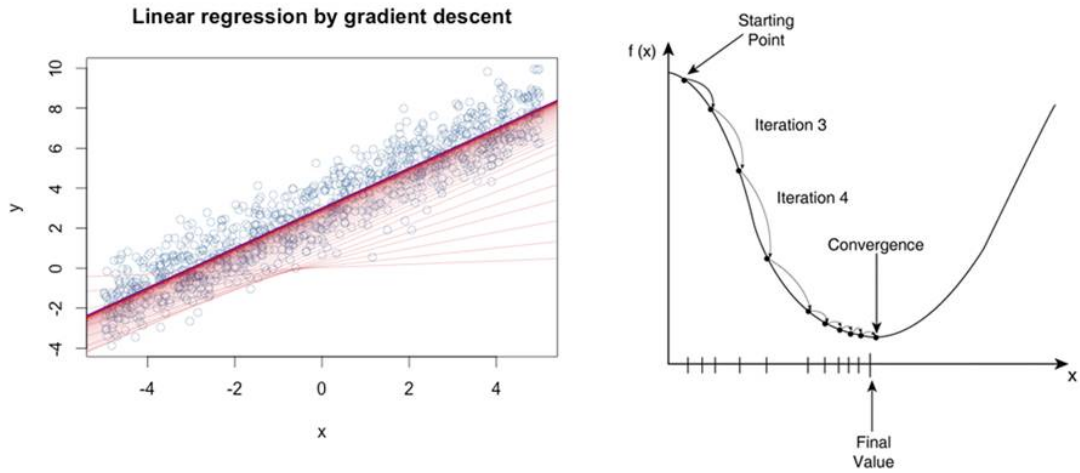 Linear regression by gradient descent
y
10
8
6
4
2
0
-2
-4
-4
-2
0
2
4
x
Starting
Point
f (x)
Iteration 3
Iteration 4
Convergence
x
Final
Value